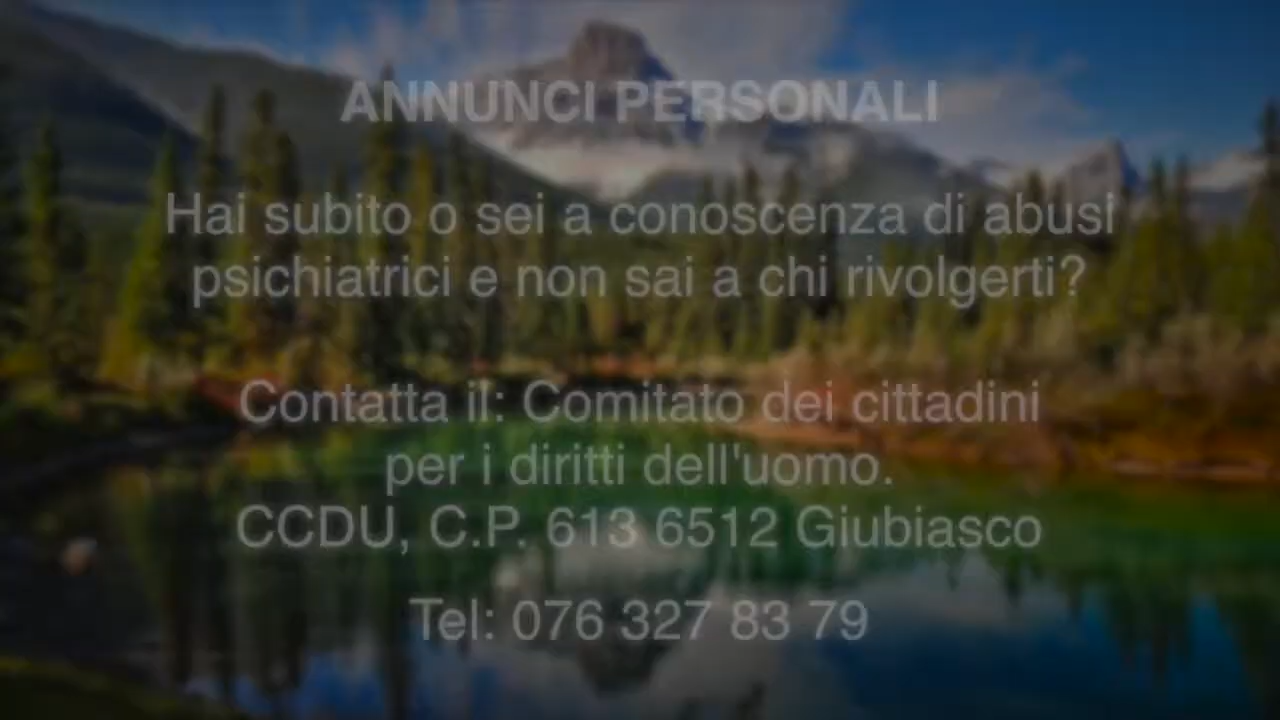 ANNUNCI PERSONALI
Hai subito o sei a conoscenza di abusi
psichiatrici e non sai a chi rivolgerti?
Contatta il: Comitato dei cittadini
per i diritti dell'uomo.
CCDU, C.P. 613 6512 Giubiasco
Tel: 076 327 83 79